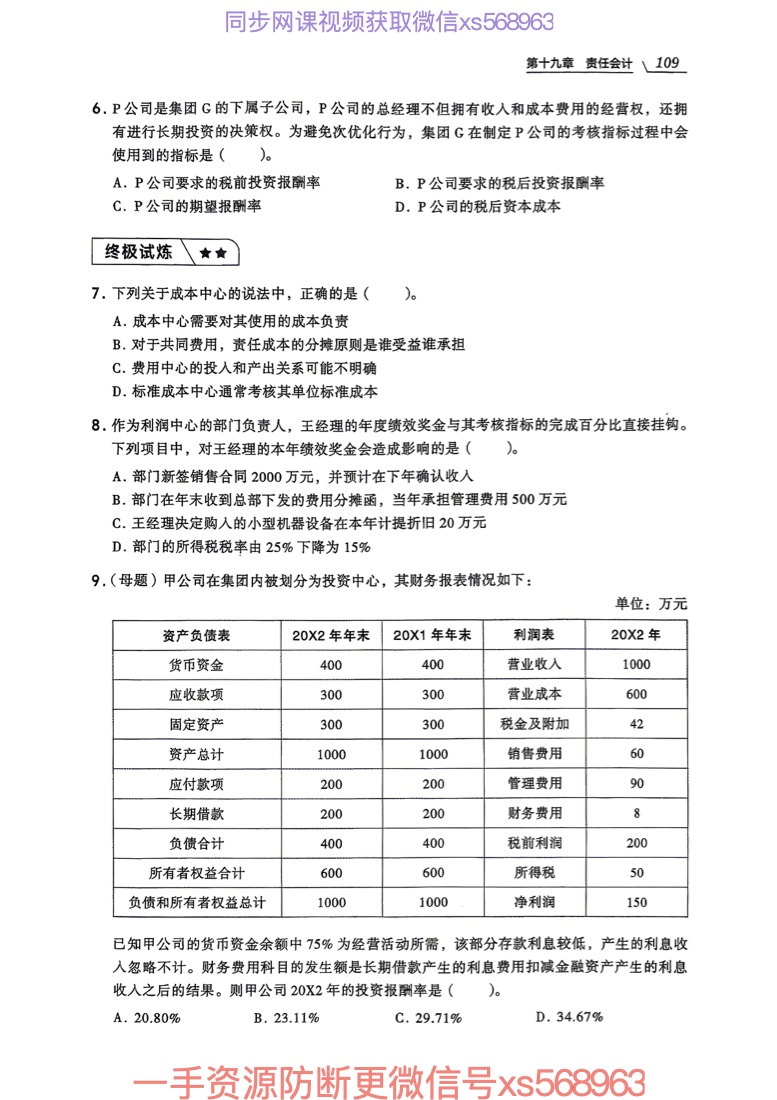 同步网课视频获取微信xs568963
第十九章 责任会计 109
6. P公司是集团G的下属子公司，P公司的总经理不但拥有收入和成本费用的经营权，还拥
有进行长期投资的决策权。为避免次优化行为，集团G在制定P公司的考核指标过程中会
使用到的指标是（ ）。
A. P公司要求的税前投资报酬率 B. P公司要求的税后投资报酬率
C. P公司的期望报酬率 D. P公司的税后资本成本
终极试炼 ★★
7. 下列关于成本中心的说法中，正确的是（ ）。
A. 成本中心需要对其使用的成本负责
B. 对于共同费用，责任成本的分摊原则是谁受益谁承担
C. 费用中心的投入和产出关系可能不明确
D. 标准成本中心通常考核其单位标准成本
8. 作为利润中心的部门负责人，王经理的年度绩效奖金与其考核指标的完成百分比直接挂钩。
下列项目中，对王经理的本年绩效奖金会造成影响的是（ ）。
A. 部门新签销售合同2000万元，并预计在下年确认收入
B. 部门在年末收到总部下发的费用分摊函，当年承担管理费用500万元
C. 王经理决定购入的小型机器设备在本年计提折旧20万元
D. 部门的所得税税率由25%下降为15%
9.（母题）甲公司在集团内被划分为投资中心，其财务报表情况如下：
单位：万元
资产负债表 20X2年年末 20X1年年末 利润表 20X2年
货币资金 400 400 营业收入 1000
应收款项 300 300 营业成本 600
固定资产 300 300 税金及附加 42
资产总计 1000 1000 销售费用 60
应付款项 200 200 管理费用 90
长期借款 200 200 财务费用 8
负债合计 400 400 税前利润 200
所有者权益合计 600 600 所得税 50
负债和所有者权益总计 1000 1000 净利润 150
已知甲公司的货币资金余额中75%为经营活动所需，该部分存款利息较低，产生的利息收
入忽略不计。财务费用科目的发生额是长期借款产生的利息费用扣减金融资产产生的利息
收入之后的结果。则甲公司20X2年的投资报酬率是（ ）。
A. 20.80% B. 23.11% C. 29.71% D. 34.67%
一手资源防断更微信号xs568963